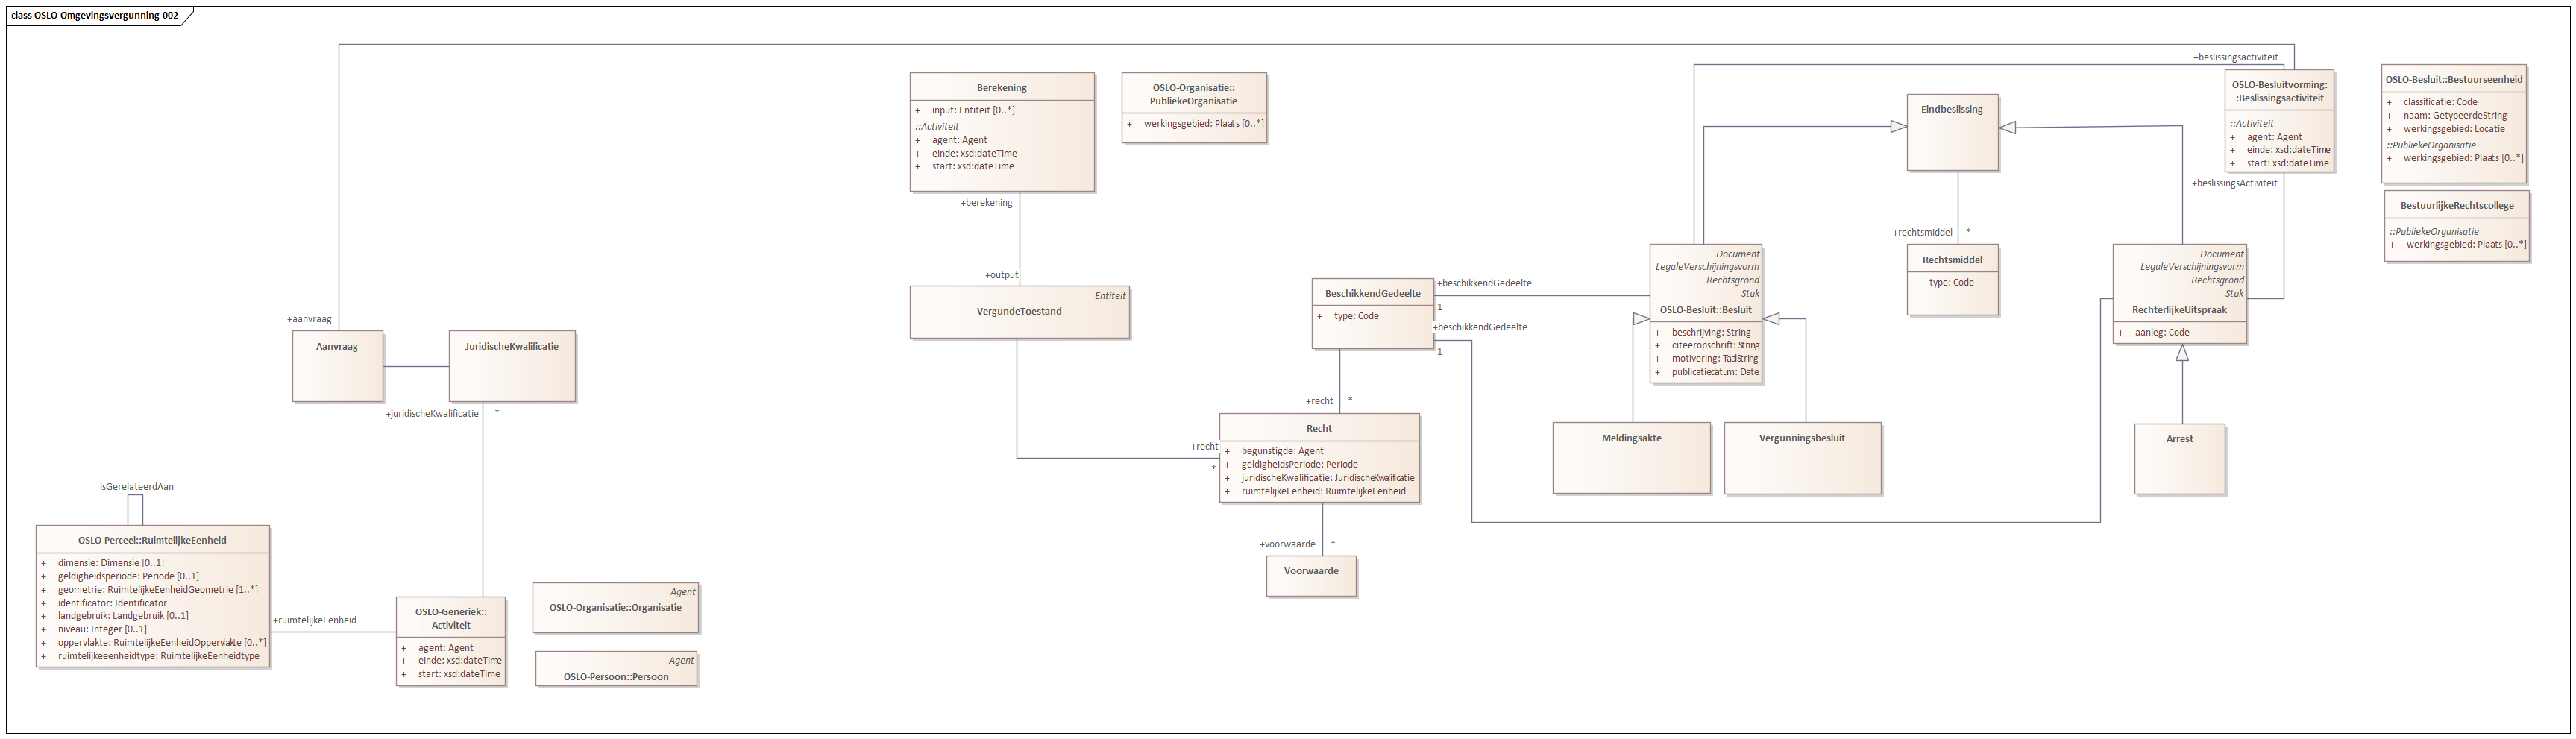 class OSLO-Omgevingsvergunning-002
+beslissingsactiviteit
Berekening
+ input: Entiteit [0..*]
::Activiteit
+ agent: Agent
+ einde: xsd:dateTime
+ start: xsd:dateTime
OSLO-Organisatie::
PubliekeOrganisatie
+ werkingsgebied: Plaats [0..*]
Eindbeslissing
OSLO-Besluitvorming:
:Beslissingsactiviteit
::Activiteit
+ agent: Agent
+ einde: xsd:dateTime
+ start: xsd:dateTime
OSLO-Besluit::Bestuurseenheid
+ classificatie: Code
+ naam: GetypeerdeString
+ werkingsgebied: Locatie
::PubliekeOrganisatie
+ werkingsgebied: Plaats [0..*]
+beslissingsActiviteit
BestuurlijkeRechtscollege
::PubliekeOrganisatie
+ werkingsgebied: Plaats [0..*]
+berekening
+output
+rechtsmiddel *
Rechtsmiddel
- type: Code
Entiteit
VergundeToestand
BeschikkendGedeelte
+ type: Code
+beschikkendGedeelte
1
+beschikkendGedeelte
1
Document
LegaleVerschijningsvorm
Rechtsgrond
Stuk
OSLO-Besluit::Besluit
+ beschrijving: String
+ citeeropschrift: String
+ motivering: TaalString
+ publicatiedatum: Date
Document
LegaleVerschijningsvorm
Rechtsgrond
Stuk
RechterlijkeUitspraak
+ aanleg: Code
+aanvraag
Aanvraag
JuridischeKwalificatie
+juridischeKwalificatie *
+recht *
+recht
*
Recht
+ begunstigde: Agent
+ geldigheidsPeriode: Periode
+ juridischeKwalificatie: JuridischeKwalificatie
+ ruimtelijkeEenheid: RuimtelijkeEenheid
Meldingsakte
Vergunningsbesluit
Arrest
+voorwaarde *
Voorwaarde
isGerelateerdAan
OSLO-Perceel::RuimtelijkeEenheid
+ dimensie: Dimensie [0..1]
+ geldigheidsperiode: Periode [0..1]
+ geometrie: RuimtelijkeEenheidGeometrie [1..*]
+ identificator: Identificator
+ landgebruik: Landgebruik [0..1]
+ niveau: Integer [0..1]
+ oppervlakte: RuimtelijkeEenheidOppervlakte [0..*]
+ ruimtelijkeeenheidtype: RuimtelijkeEenheidtype
+ruimtelijkeEenheid
OSLO-Generiek::
Activiteit
+ agent: Agent
+ einde: xsd:dateTime
+ start: xsd:dateTime
Agent
OSLO-Organisatie::Organisatie
Agent
OSLO-Persoon::Persoon